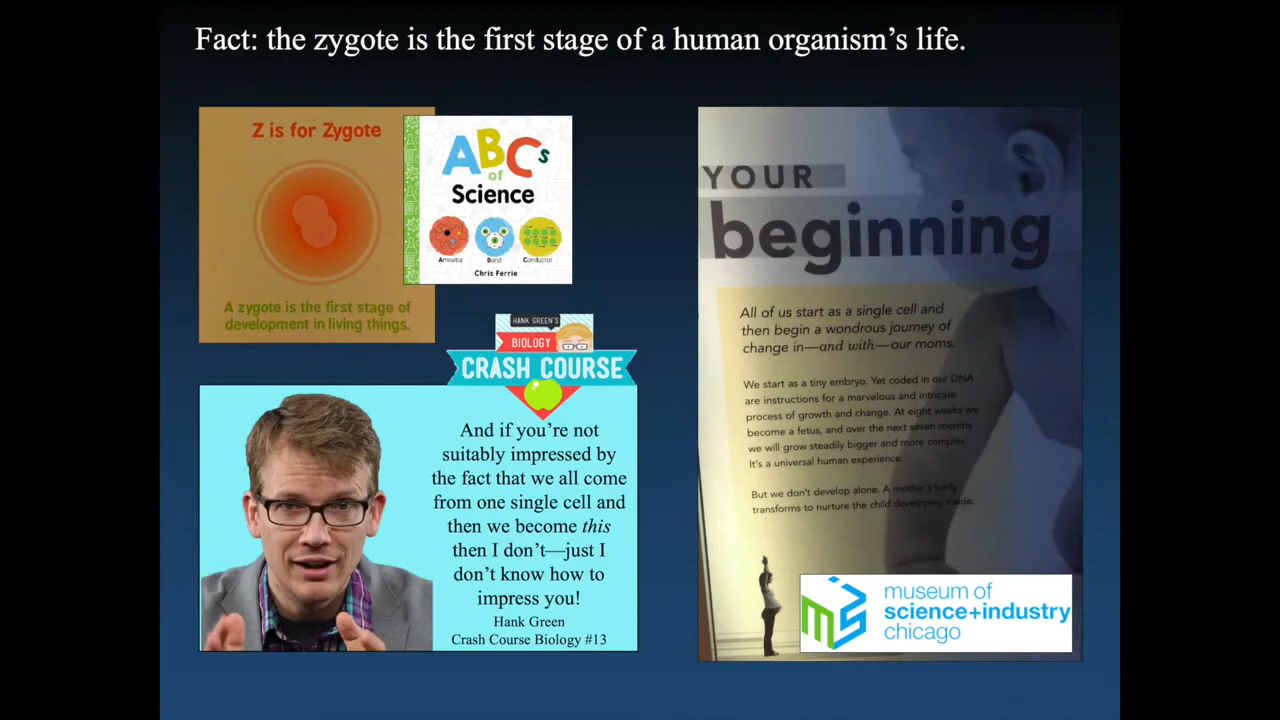 Fact: the zygote is the first stage of a human organism’s life.
Z is for Zygote
A zygote is the first stage of
development in living things.
ABCs
of
Science
Amoeba
Bond
Conductor
Chris Ferrie
HANK GREEN'S
BIOLOGY
CRASH COURSE
And if you’re not
suitably impressed by
the fact that we all come
from one single cell and
then we become this
then I don’t—just I
don’t know how to
impress you!
Hank Green
Crash Course Biology #13
YOUR
beginning
All of us start as a single cell and
then begin a wondrous journey of
change in—and with—our moms.
We start as a tiny embryo. Yet coded in our DNA
are instructions for a marvelous and intricate
process of growth and change. At eight weeks we
become a fetus, and over the next seven months
we will grow steadily bigger and more complex.
It’s a universal human experience.
But we don’t develop alone. A mother’s body
transforms to nurture the child developing inside.
msi
museum of
science+industry
chicago